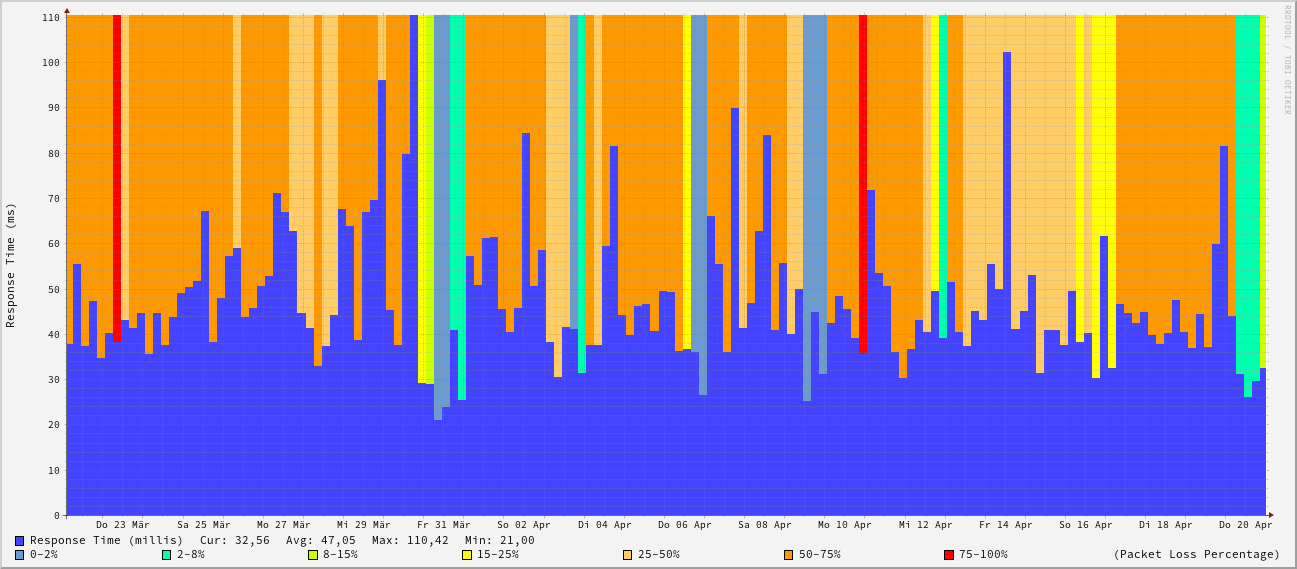 RRDTOOL / TOBI OETIKER
Response Time (ms)
110
100
90
80
70
60
50
40
30
20
10
0
Do 23 Mär Sa 25 Mär Mo 27 Mär Mi 29 Mär Fr 31 Mär So 02 Apr Di 04 Apr Do 06 Apr Sa 08 Apr Mo 10 Apr Mi 12 Apr Fr 14 Apr So 16 Apr Di 18 Apr Do 20 Apr
Response Time (millis) Cur: 32,56 Avg: 47,05 Max: 110,42 Min: 21,00
0-2% 2-8% 8-15% 15-25% 25-50% 50-75% 75-100% (Packet Loss Percentage)